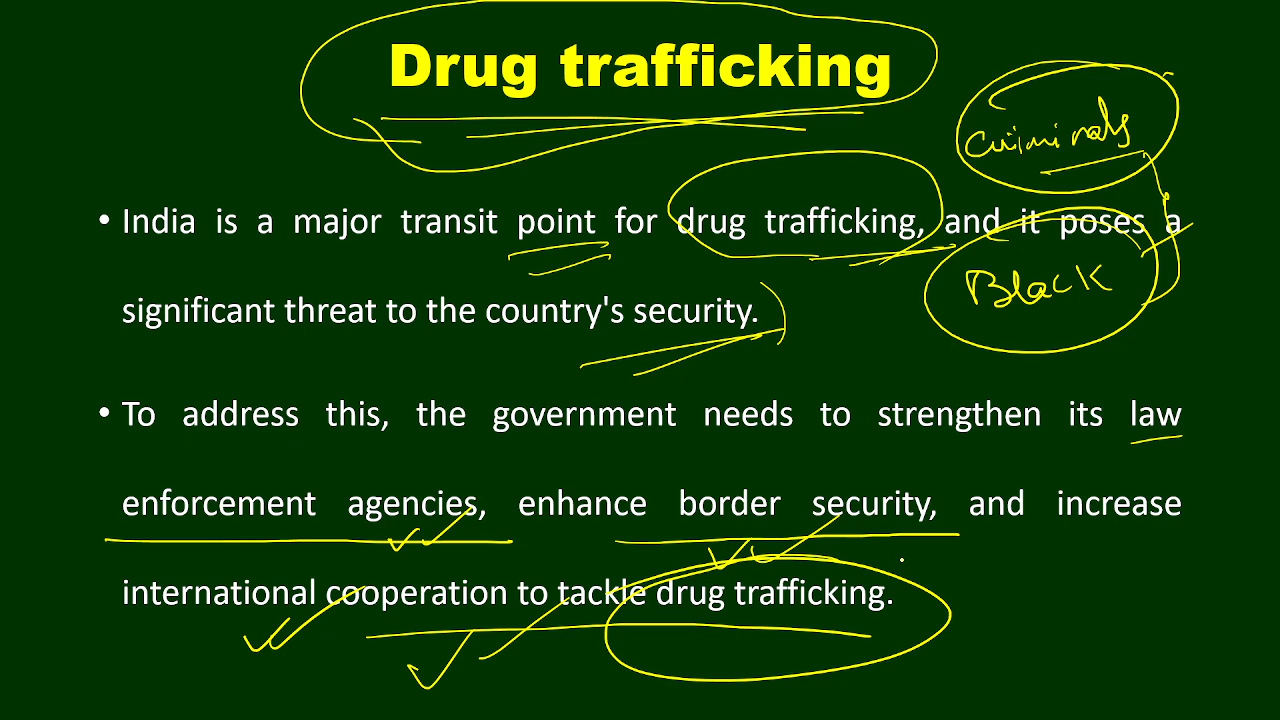 Drug trafficking
Criminals
• India is a major transit point for drug trafficking, and it poses a
Black
significant threat to the country's security.
• To address this, the government needs to strengthen its law
enforcement agencies, enhance border security, and increase
international cooperation to tackle drug trafficking.